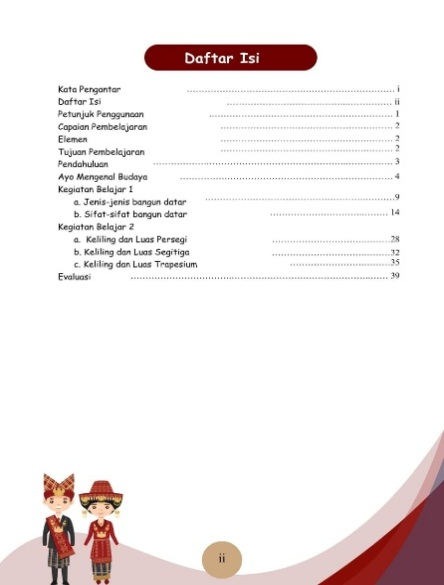 Daftar Isi
Kata Pengantar ........................ i
Daftar Isi ........................ ii
Petunjuk Penggunaan ........................ 1
Capaian Pembelajaran ........................ 2
Elemen ........................ 2
Tujuan Pembelajaran ........................ 2
Pendahuluan ........................ 3
Ayo Mengenal Budaya ........................ 4
Kegiatan Belajar 1
a. Jenis-jenis bangun datar ........................ 9
b. Sifat-sifat bangun datar ........................ 14
Kegiatan Belajar 2
a. Keliling dan Luas Persegi ........................ 28
b. Keliling dan Luas Segitiga ........................ 32
c. Keliling dan Luas Trapesium ........................ 35
Evaluasi ........................ 39
ii